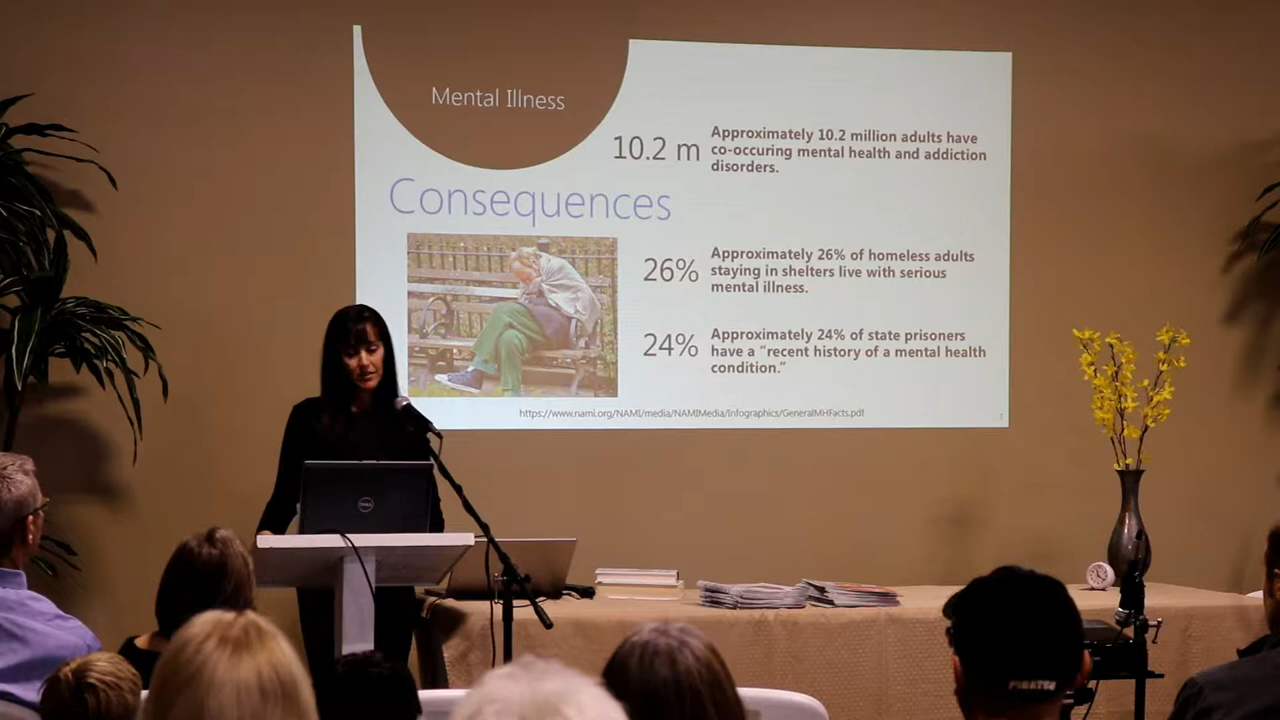 Mental Illness
10.2 m
Approximately 10.2 million adults have
co-occuring mental health and addiction
disorders.
Consequences
26%
Approximately 26% of homeless adults
staying in shelters live with serious
mental illness.
24%
Approximately 24% of state prisoners
have a “recent history of a mental health
condition.”
https://www.nami.org/NAMI/media/NAMIMedia/Infographics/GeneralMHFacts.pdf
DELL
PIRATES